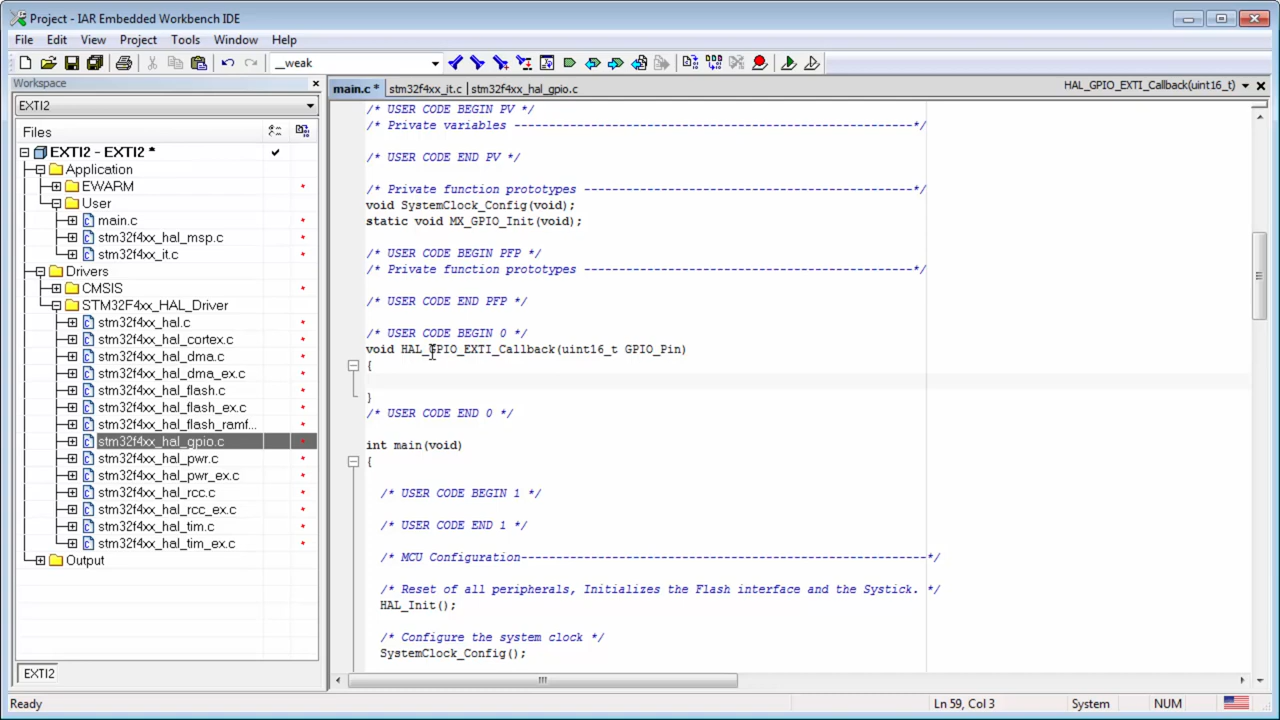 Project - IAR Embedded Workbench IDE
File Edit View Project Tools Window Help
__weak
Workspace
EXTI2
Files
EXTI2 - EXTI2 *
Application
EWARM
User
main.c
stm32f4xx_hal_msp.c
stm32f4xx_it.c
Drivers
CMSIS
STM32F4xx_HAL_Driver
stm32f4xx_hal.c
stm32f4xx_hal_cortex.c
stm32f4xx_hal_dma.c
stm32f4xx_hal_dma_ex.c
stm32f4xx_hal_flash.c
stm32f4xx_hal_flash_ex.c
stm32f4xx_hal_flash_ramf...
stm32f4xx_hal_gpio.c
stm32f4xx_hal_pwr.c
stm32f4xx_hal_pwr_ex.c
stm32f4xx_hal_rcc.c
stm32f4xx_hal_rcc_ex.c
stm32f4xx_hal_tim.c
stm32f4xx_hal_tim_ex.c
Output
EXTI2
main.c * stm32f4xx_it.c | stm32f4xx_hal_gpio.c HAL_GPIO_EXTI_Callback(uint16_t)
/* USER CODE BEGIN PV */
/* Private variables ---------------------------------------------------------*/
/* USER CODE END PV */
/* Private function prototypes -----------------------------------------------*/
void SystemClock_Config(void);
static void MX_GPIO_Init(void);
/* USER CODE BEGIN PFP */
/* Private function prototypes -----------------------------------------------*/
/* USER CODE END PFP */
/* USER CODE BEGIN 0 */
void HAL_GPIO_EXTI_Callback(uint16_t GPIO_Pin)
{
}
/* USER CODE END 0 */
int main(void)
{
/* USER CODE BEGIN 1 */
/* USER CODE END 1 */
/* MCU Configuration----------------------------------------------------------*/
/* Reset of all peripherals, Initializes the Flash interface and the Systick. */
HAL_Init();
/* Configure the system clock */
SystemClock_Config();
Ready Ln 59, Col 3 System NUM